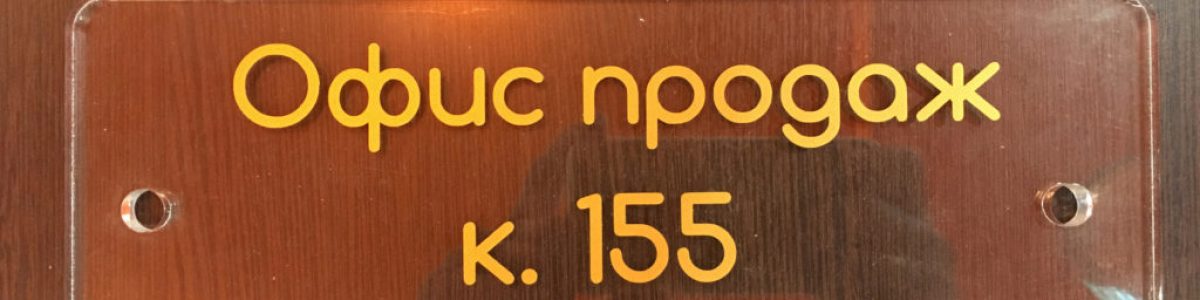 Офис продаж
к. 155